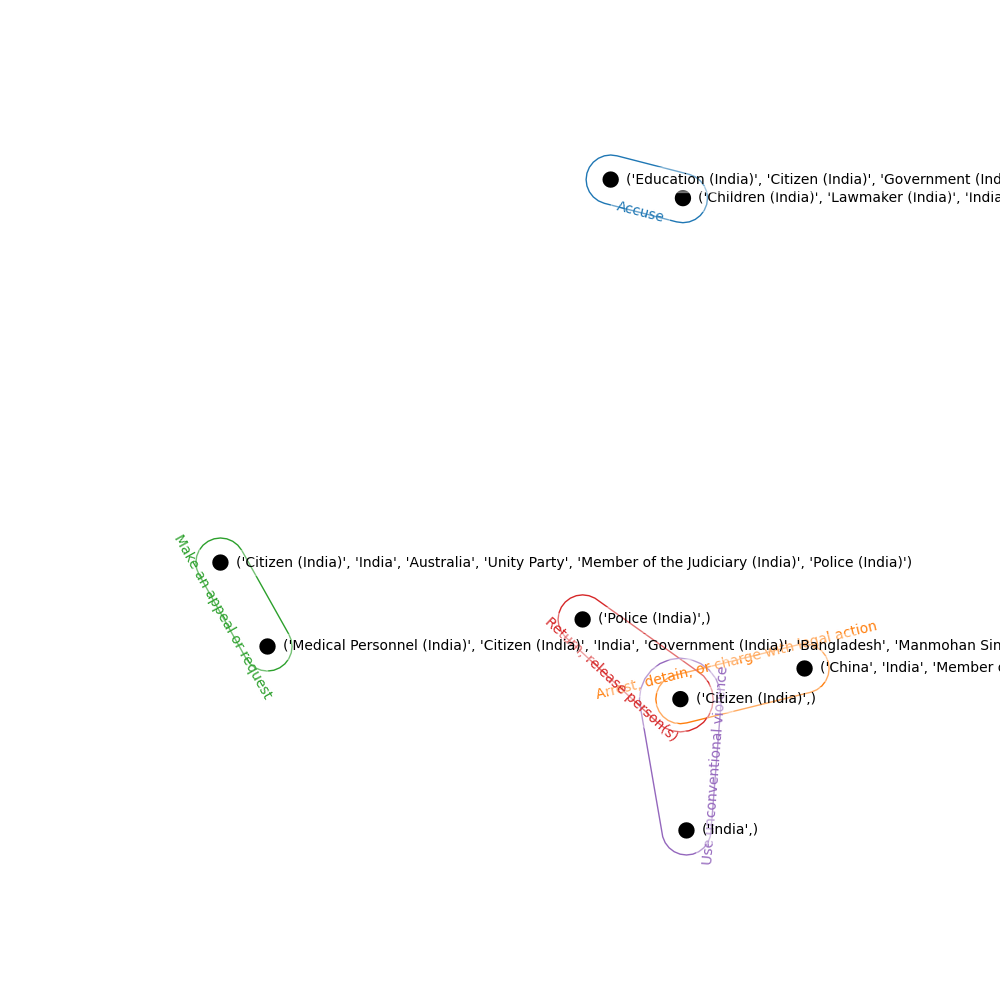 ('Education (India)', 'Citizen (India)', 'Government (Ind
('Children (India)', 'Lawmaker (India)', 'India
Accuse
('Citizen (India)', 'India', 'Australia', 'Unity Party', 'Member of the Judiciary (India)', 'Police (India)')
Make an appeal or request
('Police (India)',)
Return, release person(s)
('Medical Personnel (India)', 'Citizen (India)', 'India', 'Government (India)', 'Bangladesh', 'Manmohan Sin
Arrest, detain, or charge with legal action
('China', 'India', 'Member o
('Citizen (India)',)
Use unconventional violence
('India',)